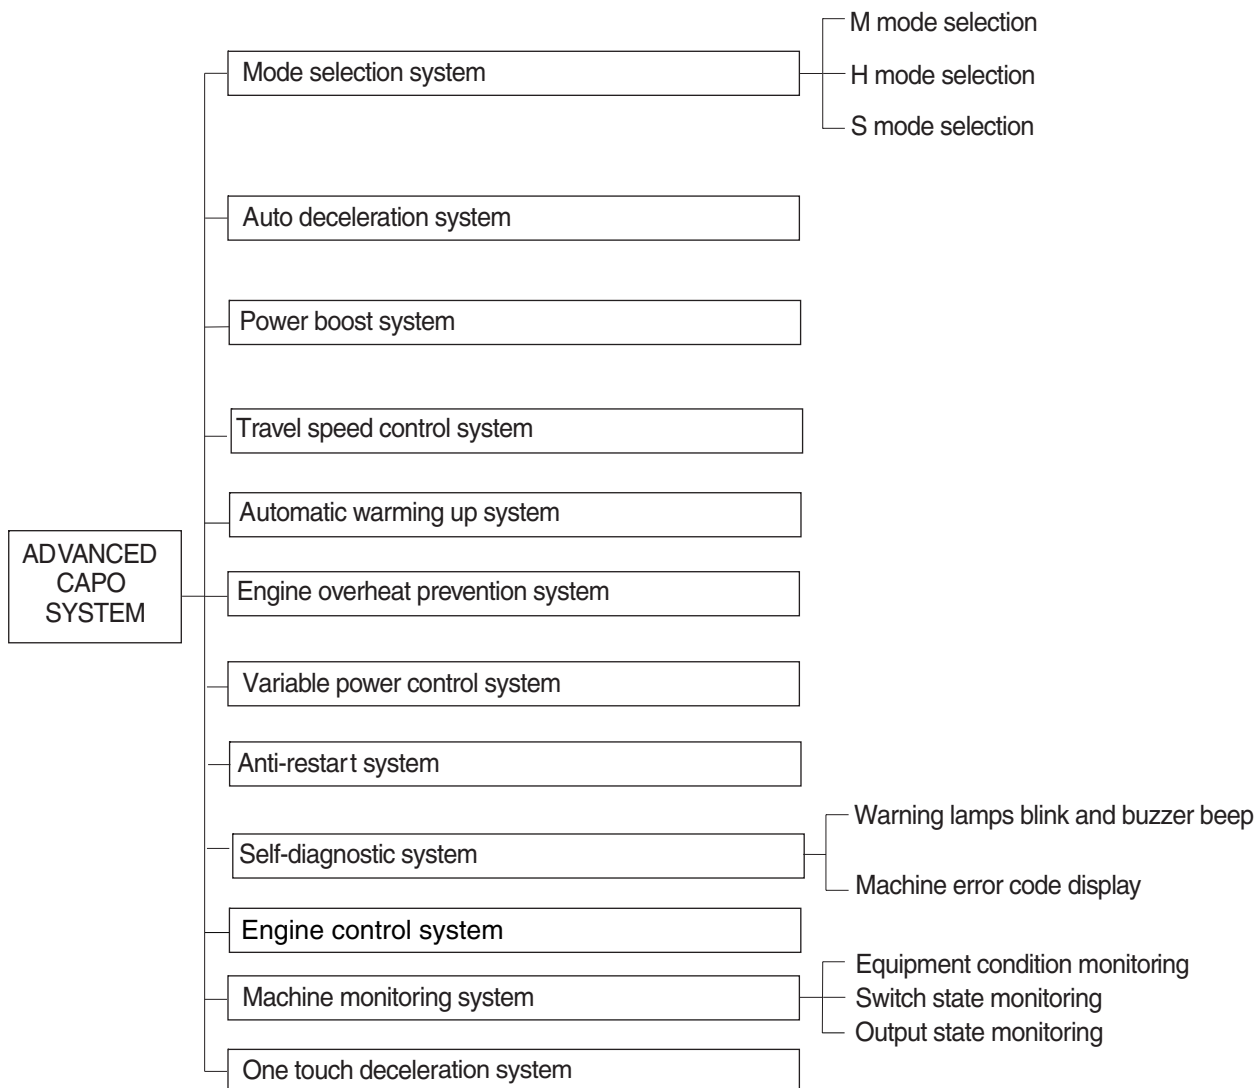 M mode selection
Mode selection system
H mode selection
S mode selection
Auto deceleration system
Power boost system
Travel speed control system
Automatic warming up system
ADVANCED
CAPO
SYSTEM
Engine overheat prevention system
Variable power control system
Anti-restart system
Self-diagnostic system
Warning lamps blink and buzzer beep
Machine error code display
Engine control system
Machine monitoring system
Equipment condition monitoring
Switch state monitoring
Output state monitoring
One touch deceleration system